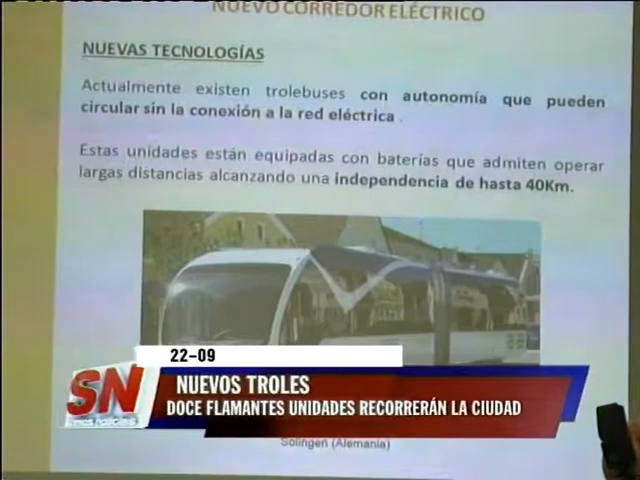 NUEVO CORREDOR ELÉCTRICO
NUEVAS TECNOLOGÍAS
Actualmente existen trolebuses con autonomía que pueden
circular sin la conexión a la red eléctrica .
Estas unidades están equipadas con baterías que admiten operar
largas distancias alcanzando una independencia de hasta 40Km.
22-09
SN
NUEVOS TROLES
DOCE FLAMANTES UNIDADES RECORRERÁN LA CIUDAD
Solingen (Alemania)